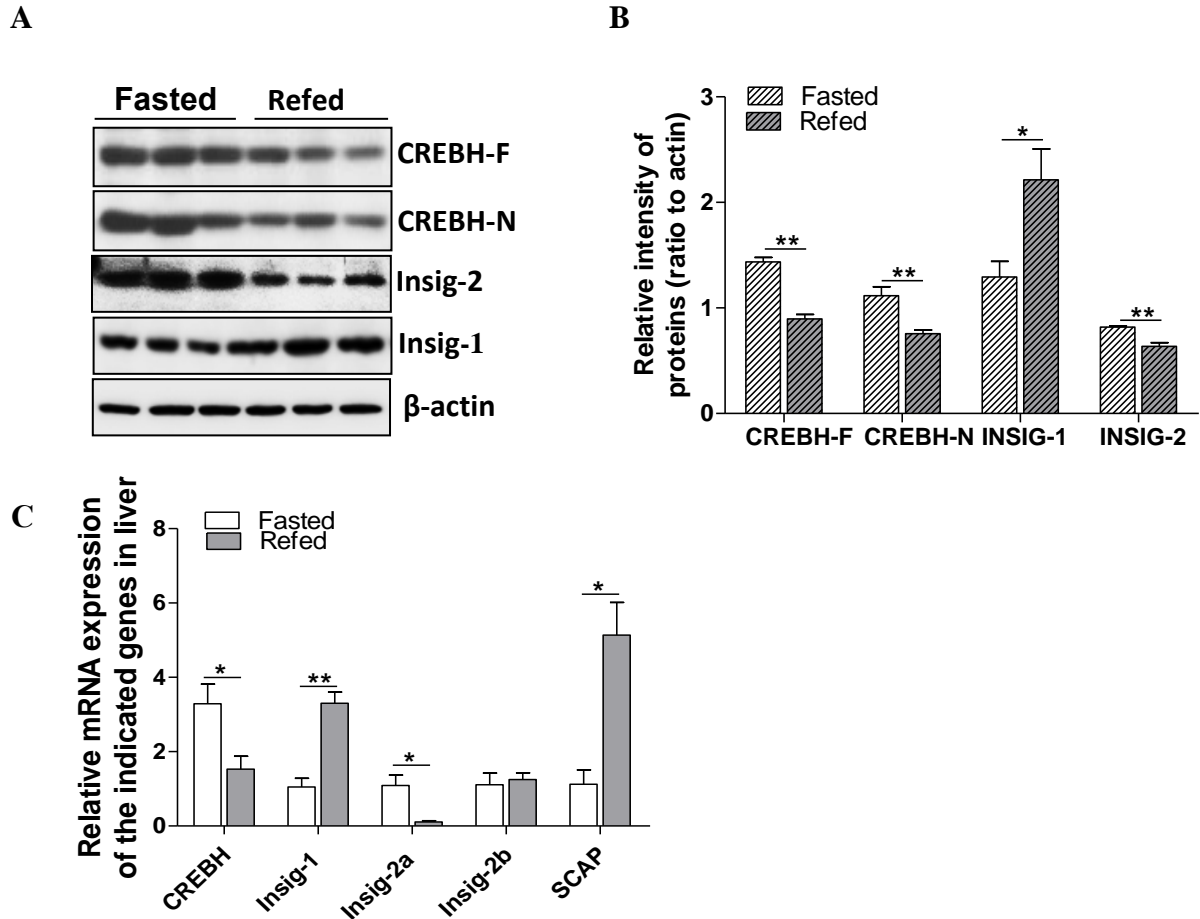 A
Fasted Refed
CREBH-F
CREBH-N
Insig-2
Insig-1
β-actin
B
Fasted
Refed
Relative intensity of
proteins (ratio to actin)
3
2
1
0
**
**
*
**
CREBH-F CREBH-N INSIG-1 INSIG-2
C
Fasted
Refed
Relative mRNA expression
of the indicated genes in liver
8
6
4
2
0
*
**
*
*
CREBH
Insig-1
Insig-2a
Insig-2b
SCAP